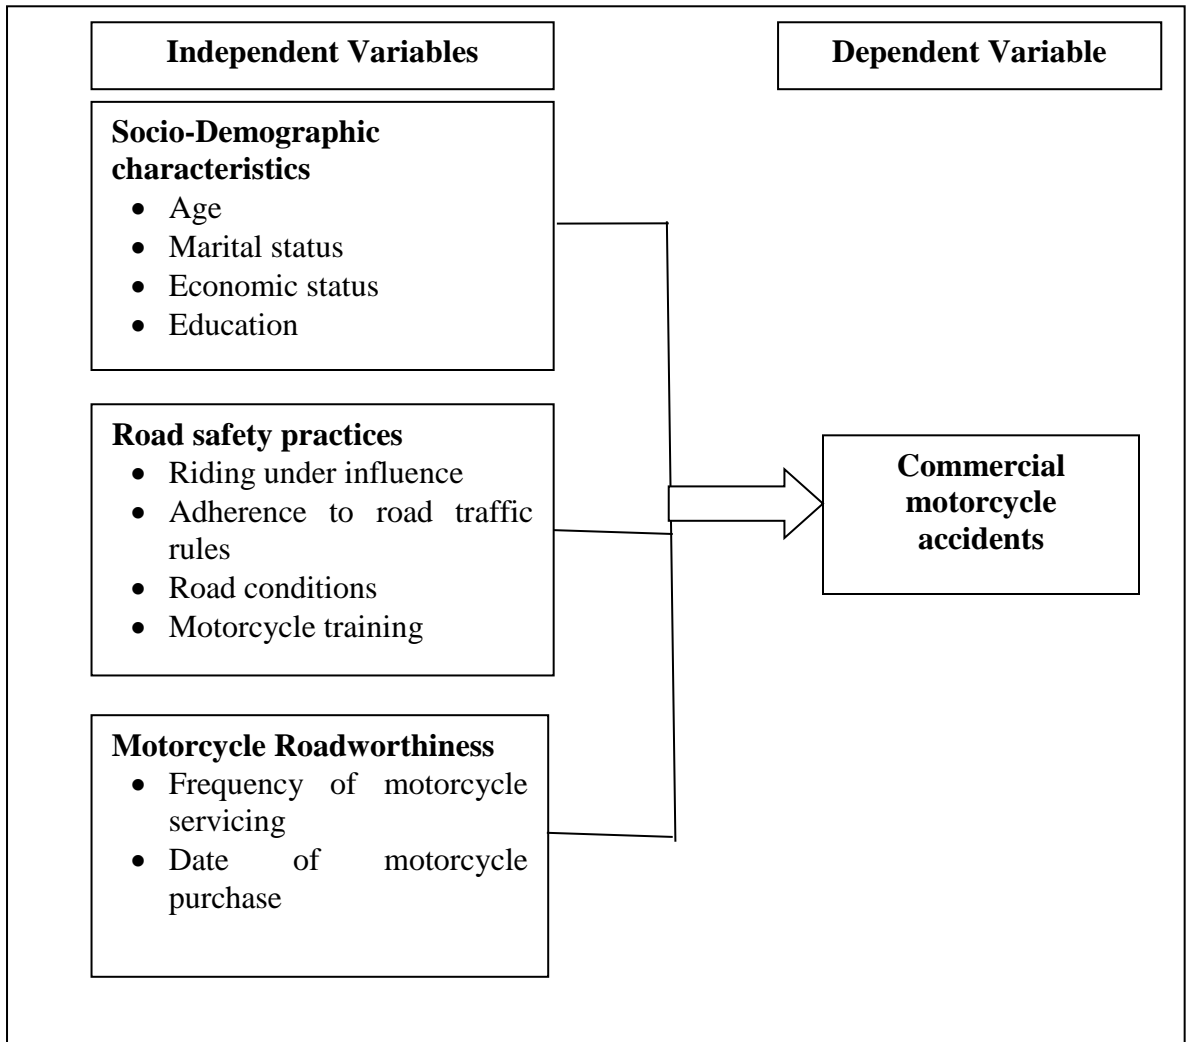 Independent Variables
Dependent Variable
Socio-Demographic
characteristics
• Age
• Marital status
• Economic status
• Education
Road safety practices
• Riding under influence
• Adherence to road traffic
rules
• Road conditions
• Motorcycle training
Commercial
motorcycle
accidents
Motorcycle Roadworthiness
• Frequency of motorcycle
servicing
• Date of motorcycle
purchase